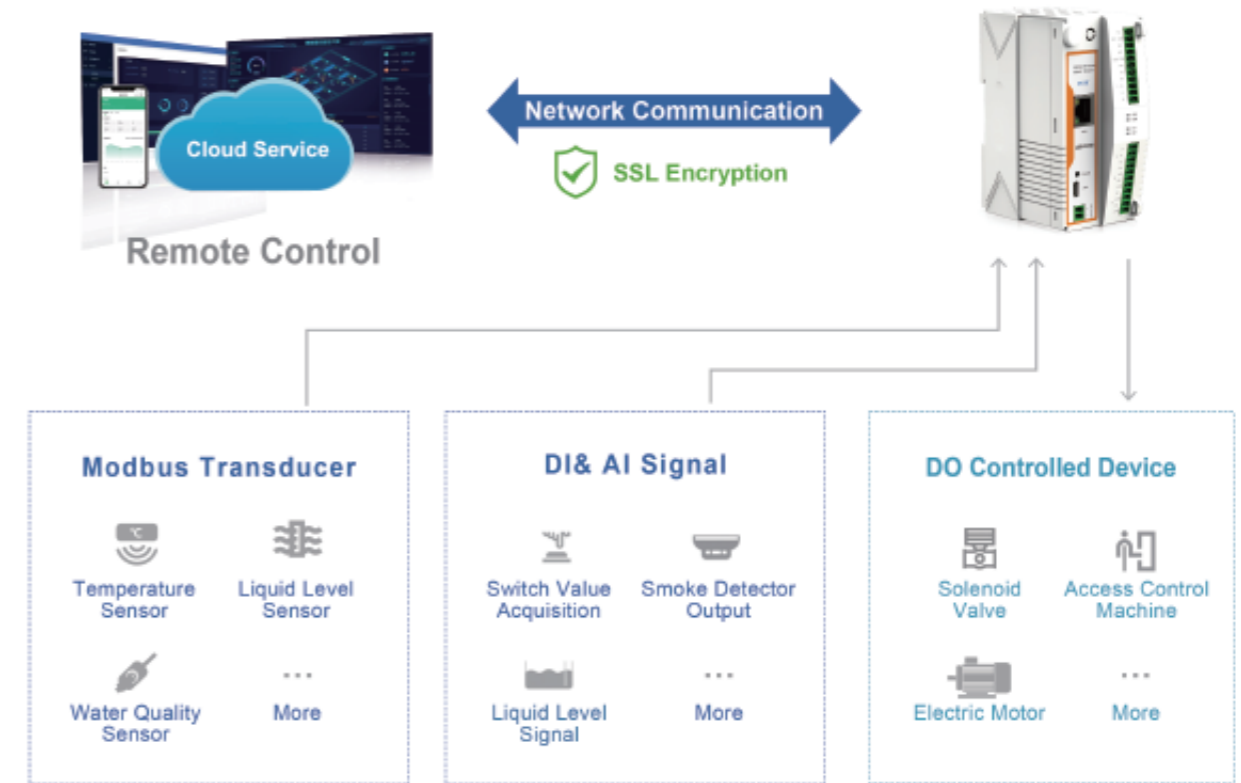 Cloud Service
Remote Control
Network Communication
SSL Encryption
Modbus Transducer
°C
Temperature
Sensor
Liquid Level
Sensor
Water Quality
Sensor
...
More
DI& AI Signal
Switch Value
Acquisition
Smoke Detector
Output
Liquid Level
Signal
...
More
DO Controlled Device
Solenoid
Valve
Access Control
Machine
Electric Motor
...
More